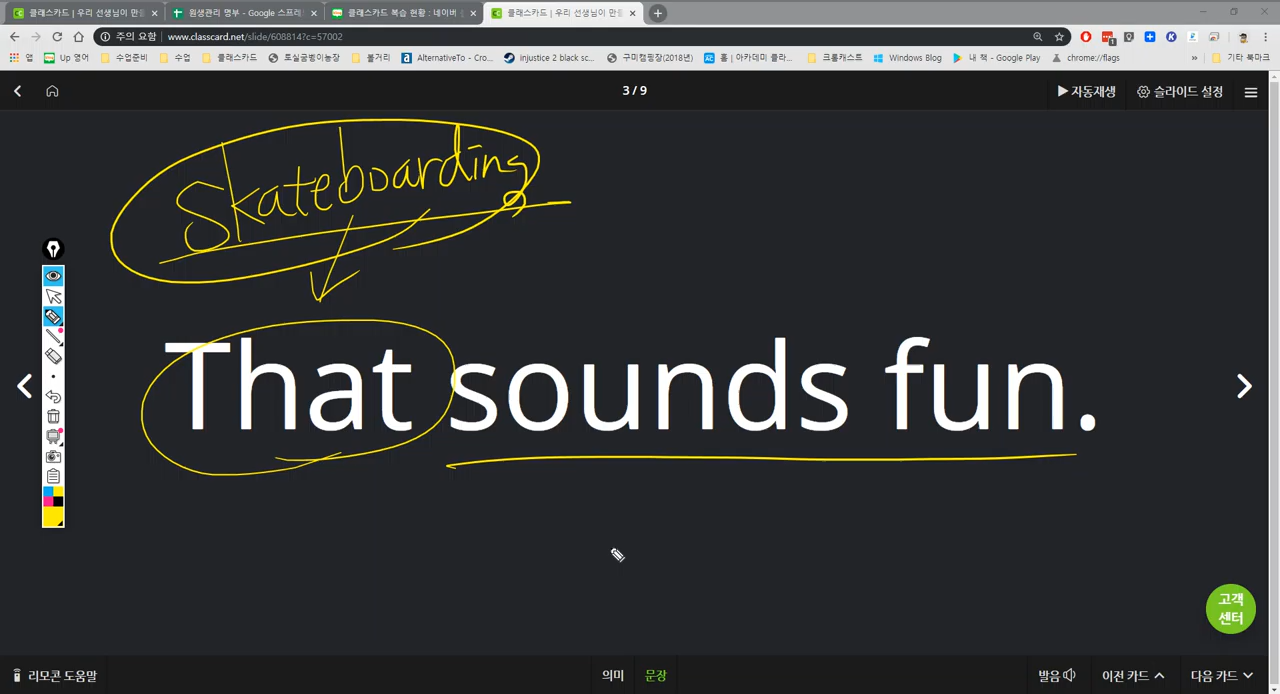 클래스카드 | 우리 선생님이 만든
원생관리 명부 - Google 스프레
클래스카드 복습 현황 : 네이버
클래스카드 | 우리 선생님이 만든
주의 요함 www.classcard.net/slide/608814?c=57002
앱 Up 영어 수업준비 수업 클래스카드 토실공병이농장 볼거리 AlternativeTo - Cro... Injustice 2 black sc... 구미캠핑장(2018년) 홈 | 아카데미 클라... 크롬캐스트 Windows Blog 내 책 - Google Play chrome://flags » 기타 북마크
3 / 9 자동재생 슬라이드 설정
Skateboarding
That sounds fun.
고객
센터
리모콘 도움말 의미 문장 발음 이전 카드 다음 카드